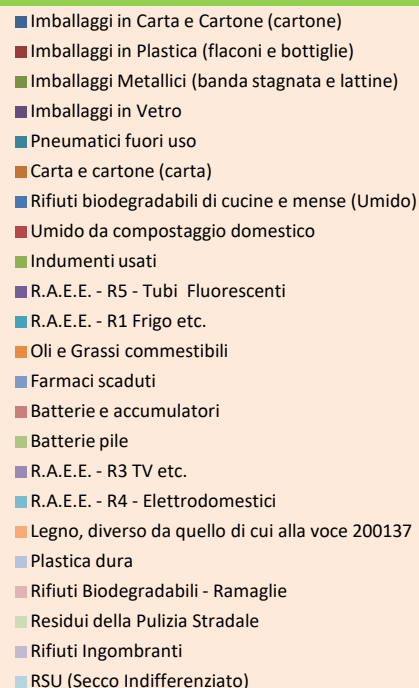 Imballaggi in Carta e Cartone (cartone)
Imballaggi in Plastica (flaconi e bottiglie)
Imballaggi Metallici (banda stagnata e lattine)
Imballaggi in Vetro
Pneumatici fuori uso
Carta e cartone (carta)
Rifiuti biodegradabili di cucine e mense (Umido)
Umido da compostaggio domestico
Indumenti usati
R.A.E.E. - R5 - Tubi Fluorescenti
R.A.E.E. - R1 Frigo etc.
Oli e Grassi commestibili
Farmaci scaduti
Batterie e accumulatori
Batterie pile
R.A.E.E. - R3 TV etc.
R.A.E.E. - R4 - Elettrodomestici
Legno, diverso da quello di cui alla voce 200137
Plastica dura
Rifiuti Biodegradabili - Ramaglie
Residui della Pulizia Stradale
Rifiuti Ingombranti
RSU (Secco Indifferenziato)